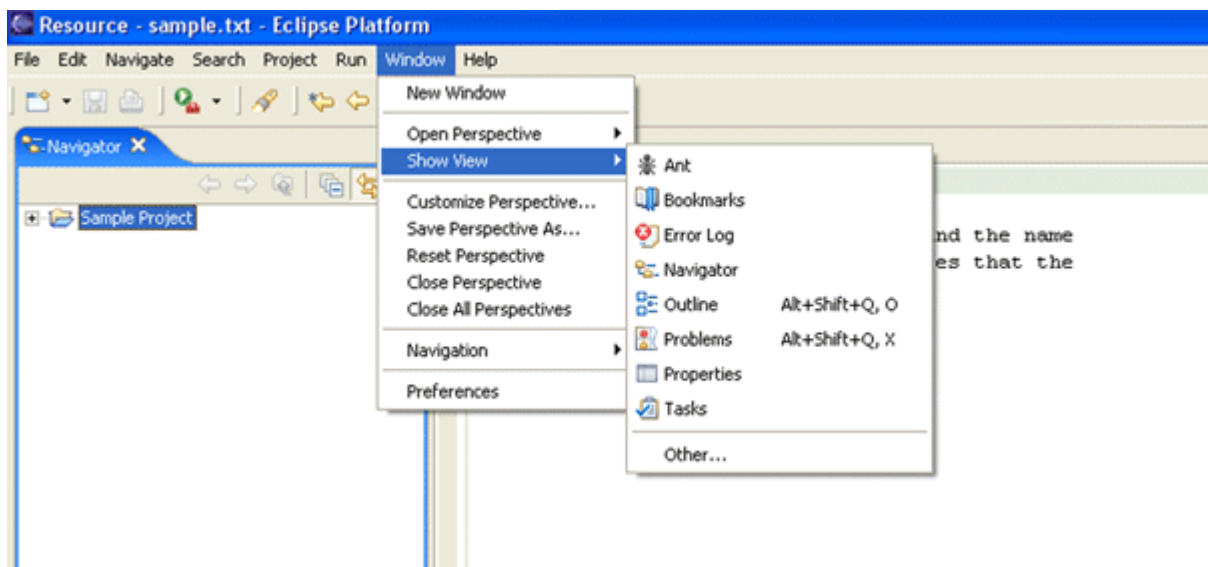 Resource - sample.txt - Eclipse Platform
File Edit Navigate Search Project Run Window Help
Navigator
Sample Project
New Window
Open Perspective
Show View
Customize Perspective...
Save Perspective As...
Reset Perspective
Close Perspective
Close All Perspectives
Navigation
Preferences
Ant
Bookmarks
Error Log
Navigator
Outline Alt+Shift+Q, O
Problems Alt+Shift+Q, X
Properties
Tasks
Other...
the name
that the